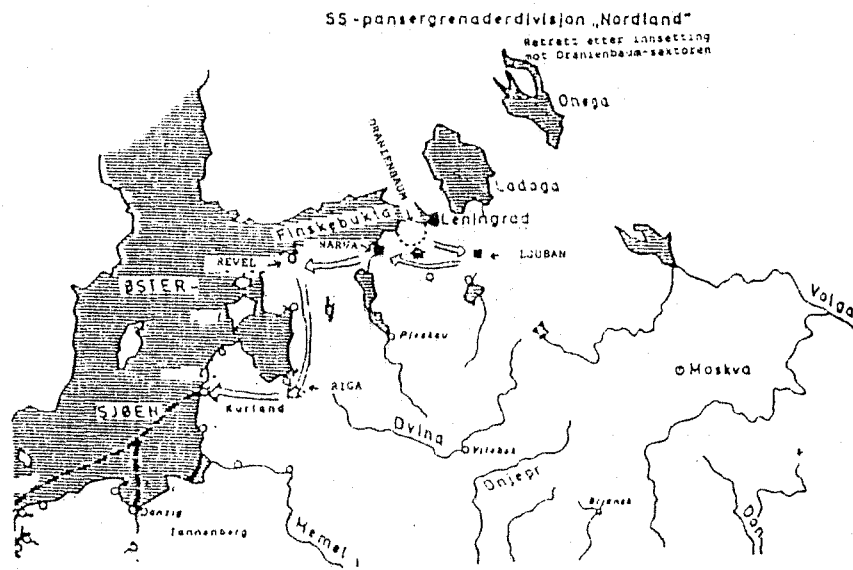 SS-pansergrenaderdivisjon „Nordland"
Retrett etter innsetting
mot Oranienbaum-sektoren
Onega
ORANIENBAUM
Ladoga
Leningrad
Finskebukta
NARVA
LJUBAN
REVEL
ØSTER-
Volga
Pleskau
Moskva
RIGA
SJØEN
Kurland
Dvina
Vitebsk
Dnjepr
Brjansk
Don
Danzig
Tannenberg
Memel